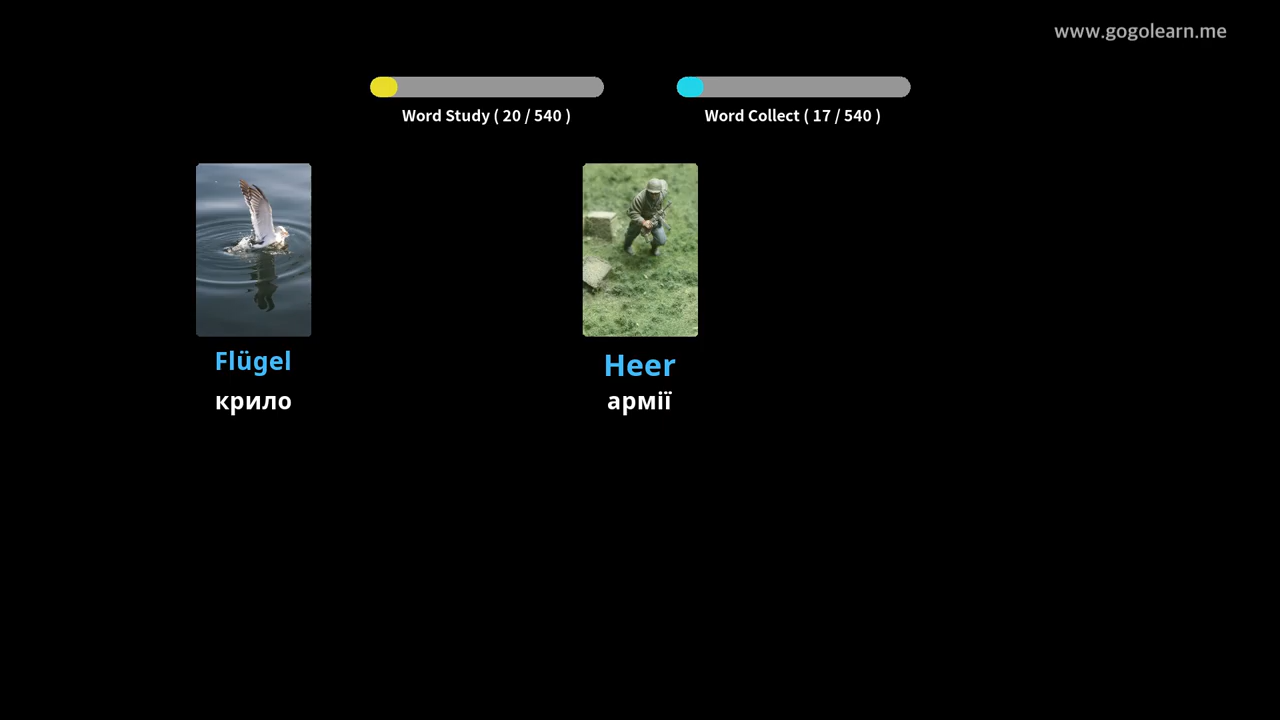 www.gogolearn.me
Word Study ( 20 / 540 )
Word Collect ( 17 / 540 )
Flügel
Heer
крило
армії